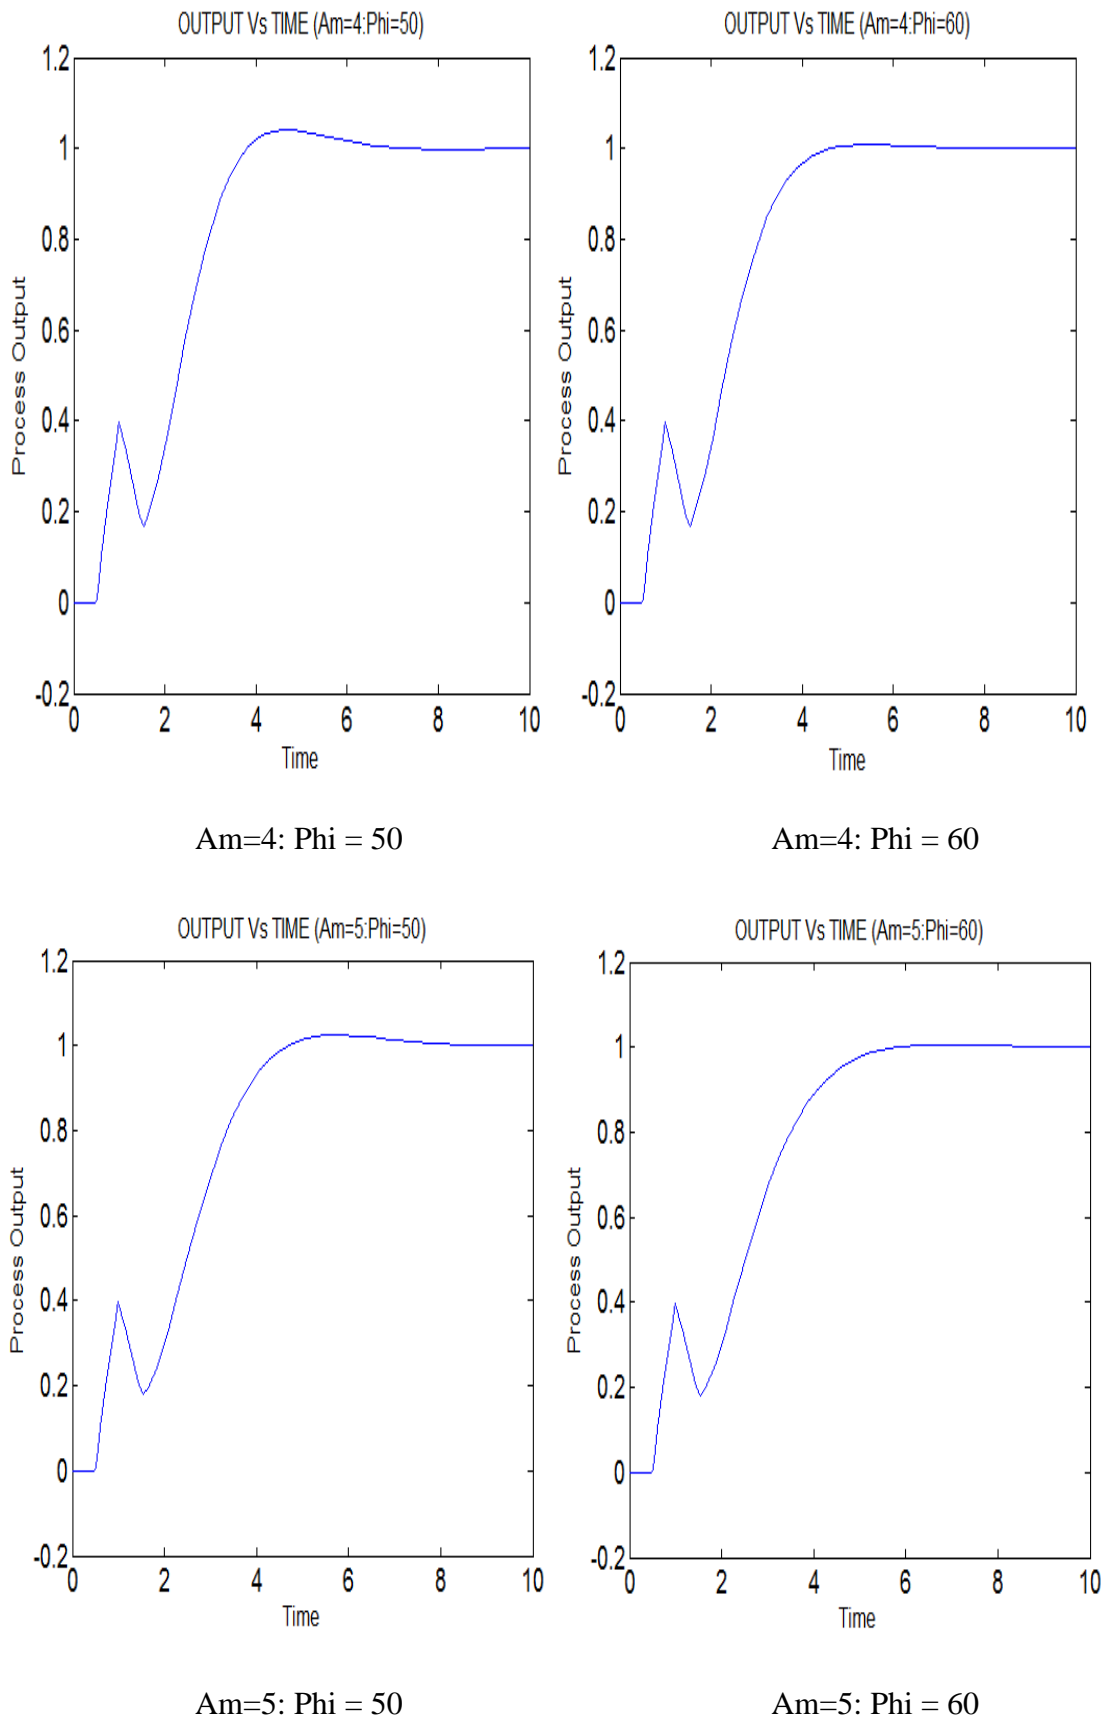 OUTPUT Vs TIME (Am=4:Phi=50)
1.2
1
0.8
0.6
0.4
0.2
0
-0.2
Process Output
0 2 4 6 8 10
Time
Am=4: Phi = 50
OUTPUT Vs TIME (Am=4:Phi=60)
1.2
1
0.8
0.6
0.4
0.2
0
-0.2
Process Output
0 2 4 6 8 10
Time
Am=4: Phi = 60
OUTPUT Vs TIME (Am=5:Phi=50)
1.2
1
0.8
0.6
0.4
0.2
0
-0.2
Process Output
0 2 4 6 8 10
Time
Am=5: Phi = 50
OUTPUT Vs TIME (Am=5:Phi=60)
1.2
1
0.8
0.6
0.4
0.2
0
-0.2
Process Output
0 2 4 6 8 10
Time
Am=5: Phi = 60